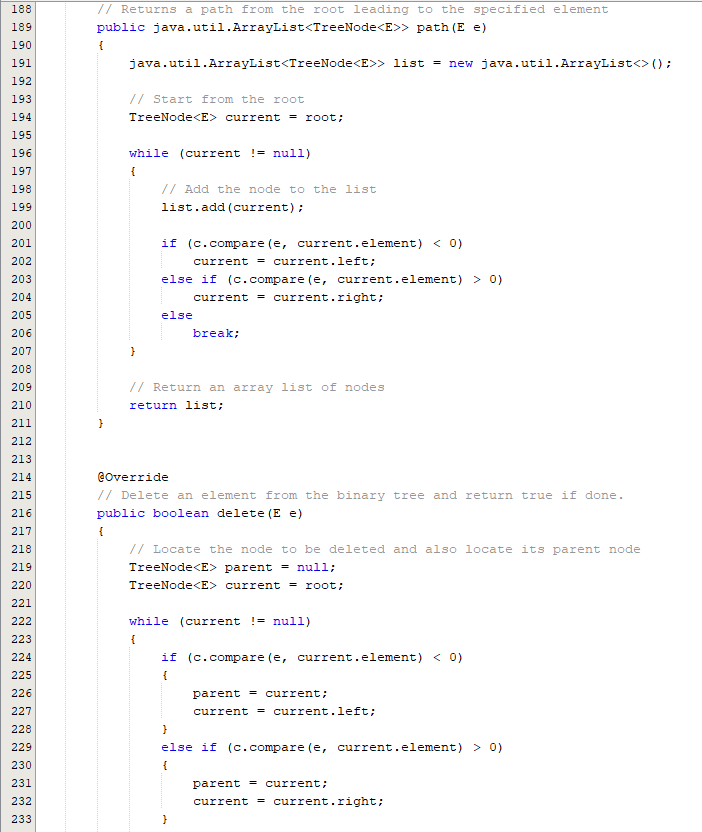 188 // Returns a path from the root leading to the specified element
189 public java.util.ArrayList<TreeNode<E>> path(E e)
190 {
191 java.util.ArrayList<TreeNode<E>> list = new java.util.ArrayList<>();
192
193 // Start from the root
194 TreeNode<E> current = root;
195
196 while (current != null)
197 {
198 // Add the node to the list
199 list.add(current);
200
201 if (c.compare(e, current.element) < 0)
202 current = current.left;
203 else if (c.compare(e, current.element) > 0)
204 current = current.right;
205 else
206 break;
207 }
208
209 // Return an array list of nodes
210 return list;
211 }
212
213
214 @Override
215 // Delete an element from the binary tree and return true if done.
216 public boolean delete(E e)
217 {
218 // Locate the node to be deleted and also locate its parent node
219 TreeNode<E> parent = null;
220 TreeNode<E> current = root;
221
222 while (current != null)
223 {
224 if (c.compare(e, current.element) < 0)
225 {
226 parent = current;
227 current = current.left;
228 }
229 else if (c.compare(e, current.element) > 0)
230 {
231 parent = current;
232 current = current.right;
233 }